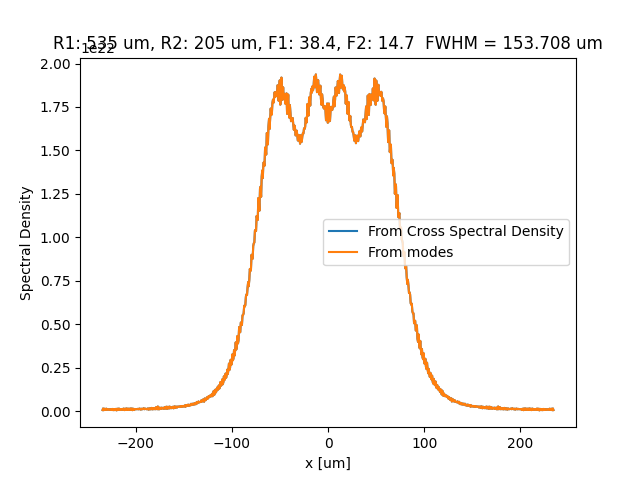 R1: 535 um, R2: 205 um, F1: 38.4, F2: 14.7  FWHM = 153.708 um
1e22
2.00
1.75
1.50
1.25
1.00
0.75
0.50
0.25
0.00
Spectral Density
From Cross Spectral Density
From modes
−200
−100
0
100
200
x [um]